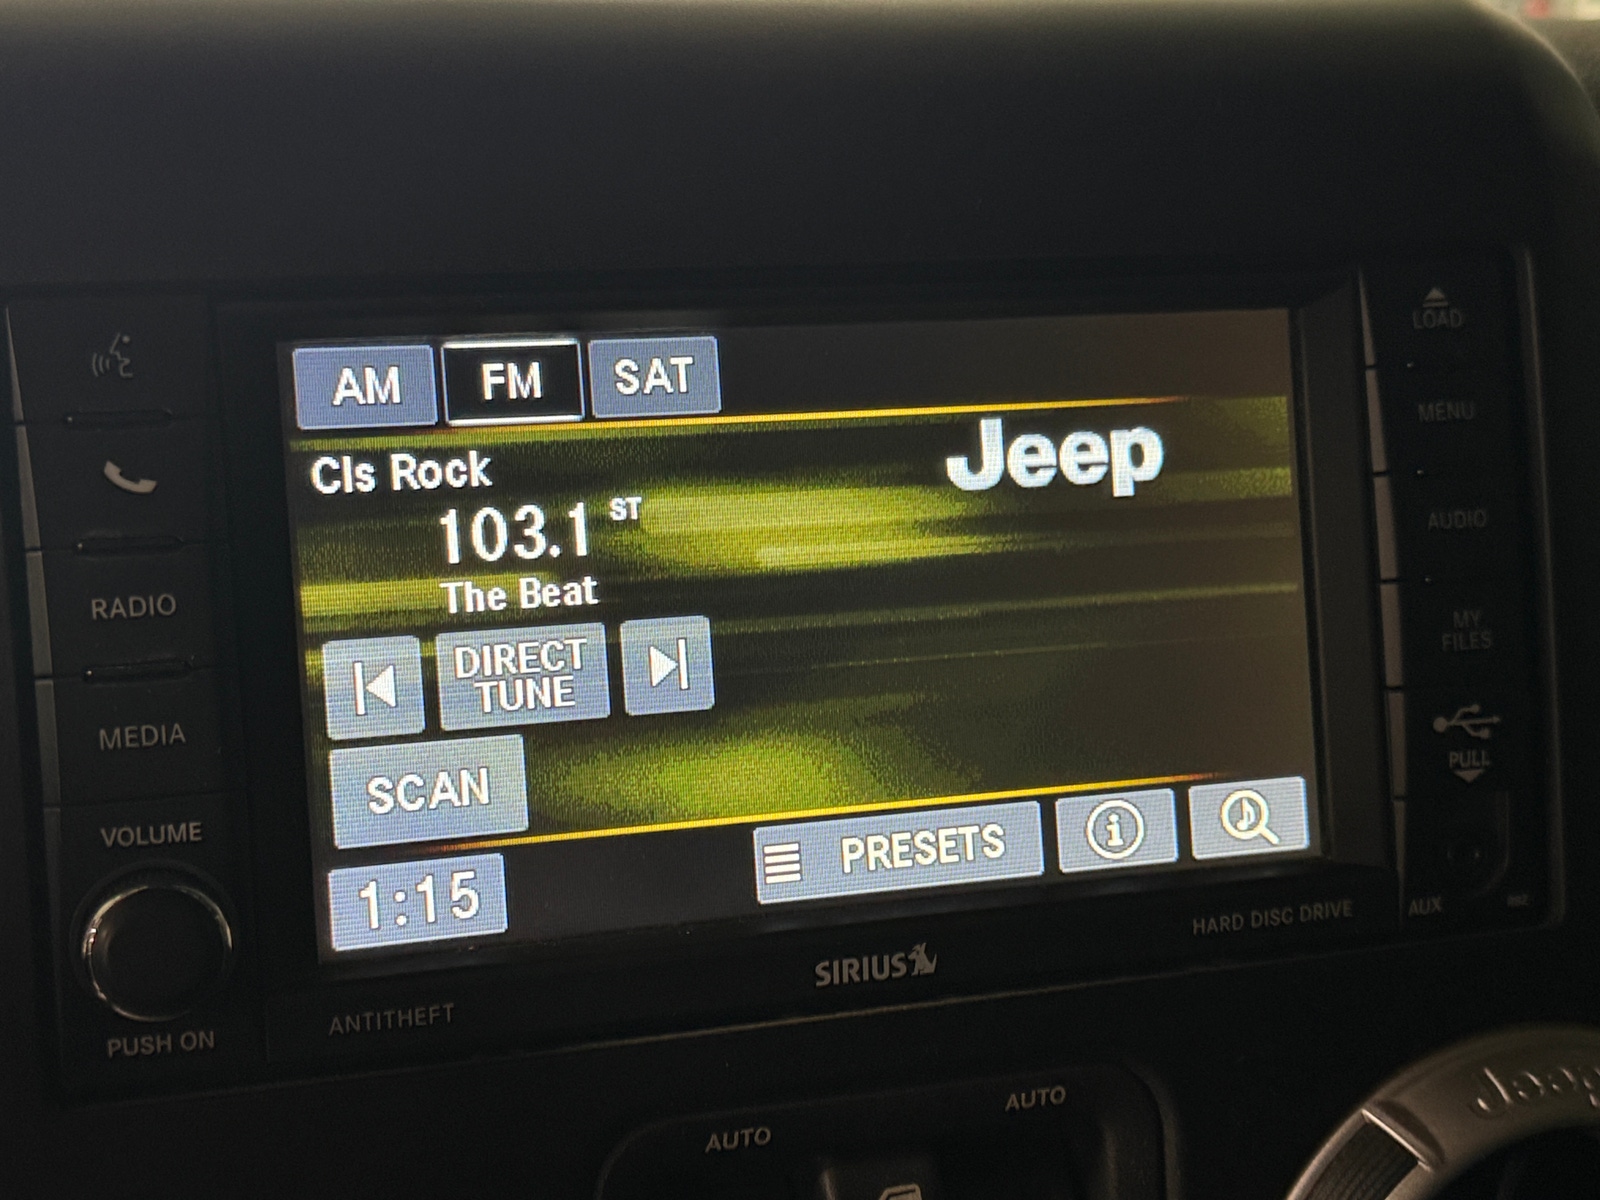 AM FM SAT
Cls Rock
Jeep
103.1 ST
The Beat
DIRECT
TUNE
SCAN
1:15
PRESETS
RADIO
MEDIA
VOLUME
PUSH ON
LOAD
MENU
AUDIO
MY
FILES
PULL
AUX
HARD DISC DRIVE
SIRIUS
ANTITHEFT
AUTO
AUTO
Jeep